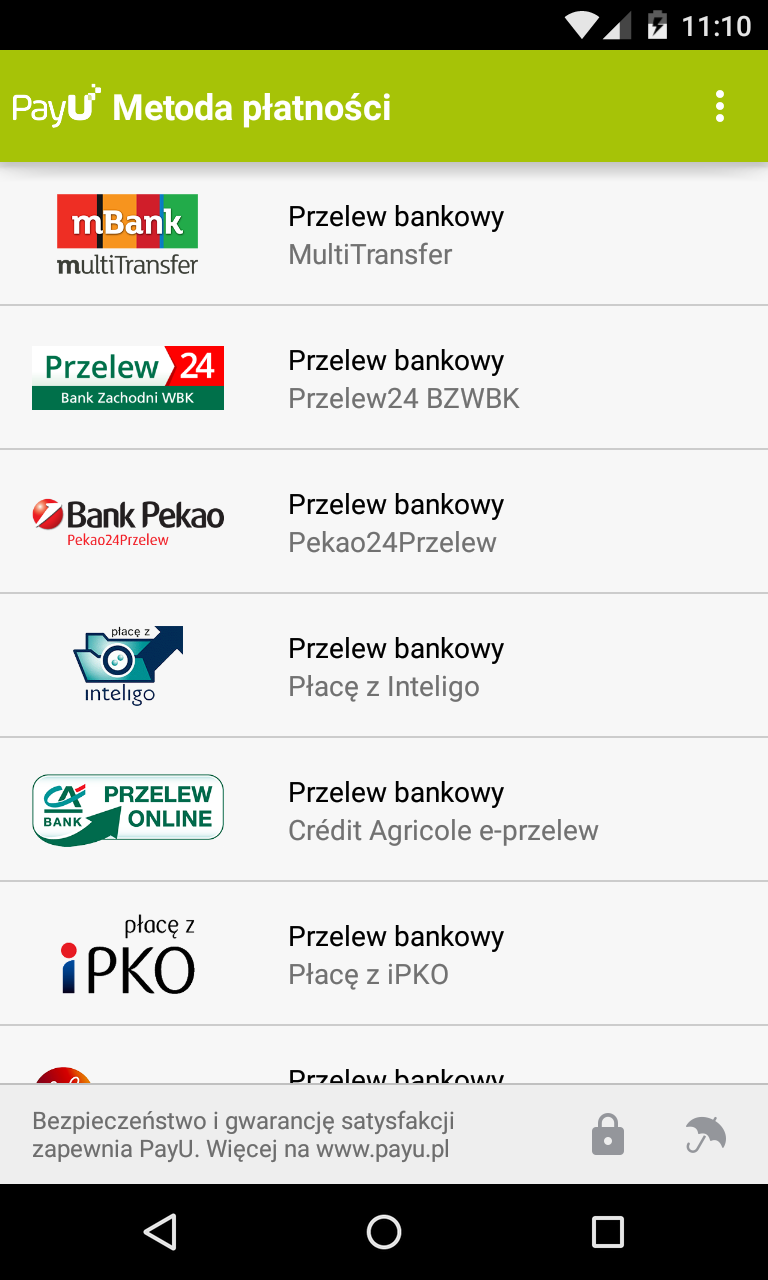 11:10
PayU Metoda płatności
mBank
multiTransfer
Przelew bankowy
MultiTransfer
Przelew 24
Bank Zachodni WBK
Przelew bankowy
Przelew24 BZWBK
Bank Pekao
Pekao24Przelew
Przelew bankowy
Pekao24Przelew
płacę z
inteligo
Przelew bankowy
Płacę z Inteligo
CA
BANK
PRZELEW
ONLINE
Przelew bankowy
Crédit Agricole e-przelew
płacę z
iPKO
Przelew bankowy
Płacę z iPKO
Przelew bankowy
Bezpieczeństwo i gwarancję satysfakcji
zapewnia PayU. Więcej na www.payu.pl